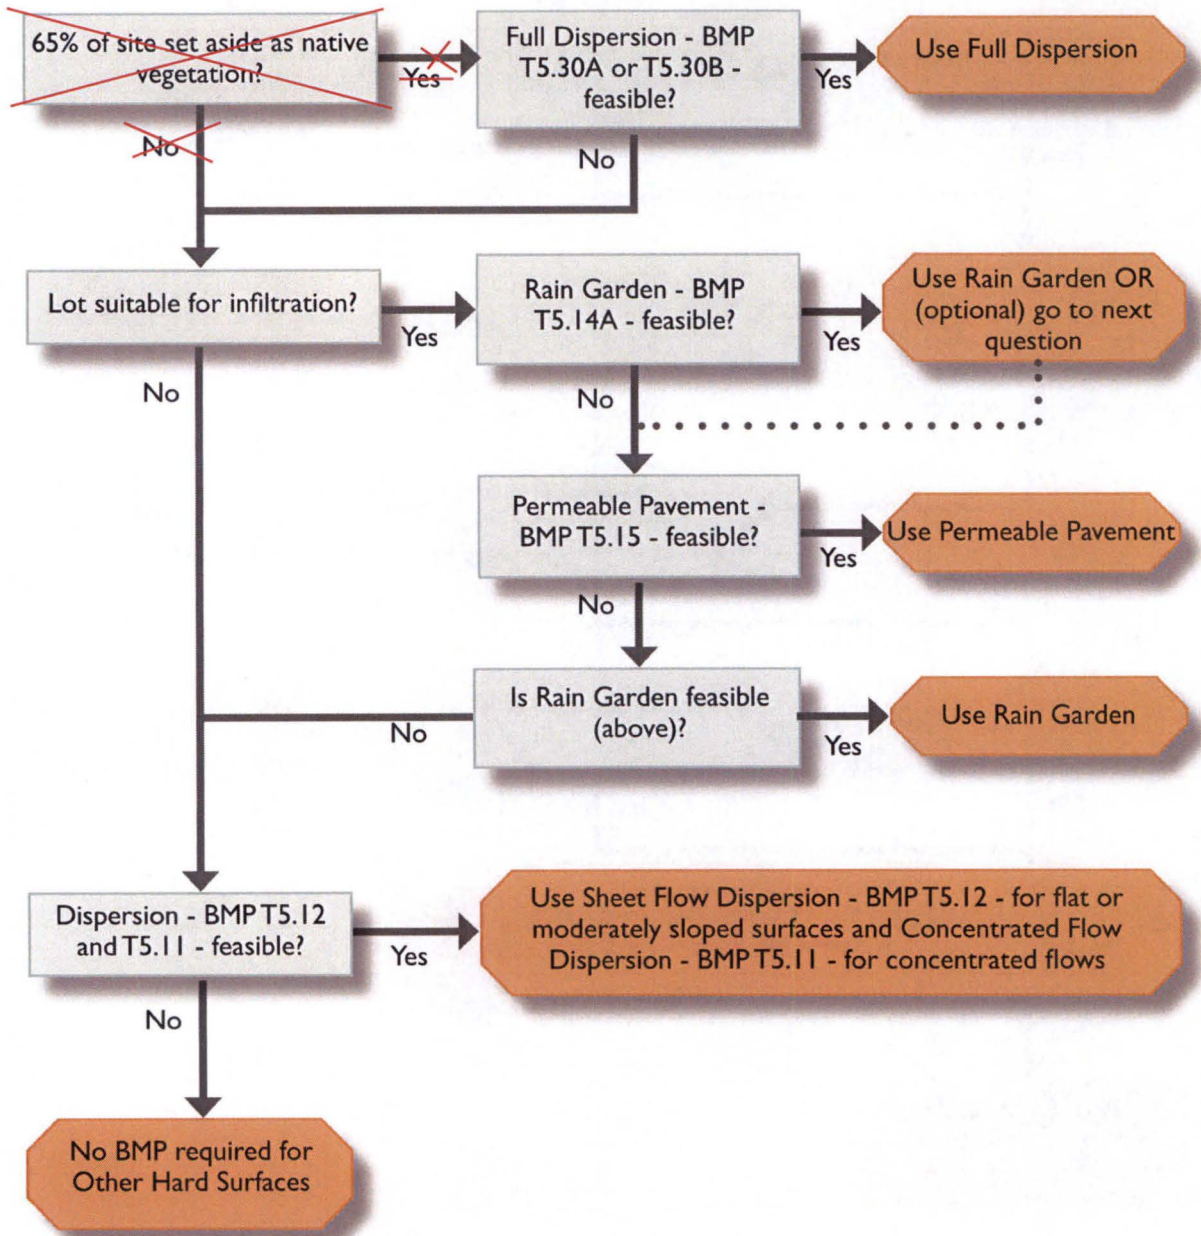 65% of site set aside as native
vegetation?
Yes
No
Full Dispersion - BMP
T5.30A or T5.30B -
feasible?
Yes
No
Use Full Dispersion
Lot suitable for infiltration?
Yes
No
Rain Garden - BMP
T5.14A - feasible?
Yes
No
Use Rain Garden OR
(optional) go to next
question
Permeable Pavement -
BMP T5.15 - feasible?
Yes
No
Use Permeable Pavement
Is Rain Garden feasible
(above)?
Yes
No
Use Rain Garden
Dispersion - BMP T5.12
and T5.11 - feasible?
Yes
No
Use Sheet Flow Dispersion - BMP T5.12 - for flat or
moderately sloped surfaces and Concentrated Flow
Dispersion - BMP T5.11 - for concentrated flows
No BMP required for
Other Hard Surfaces